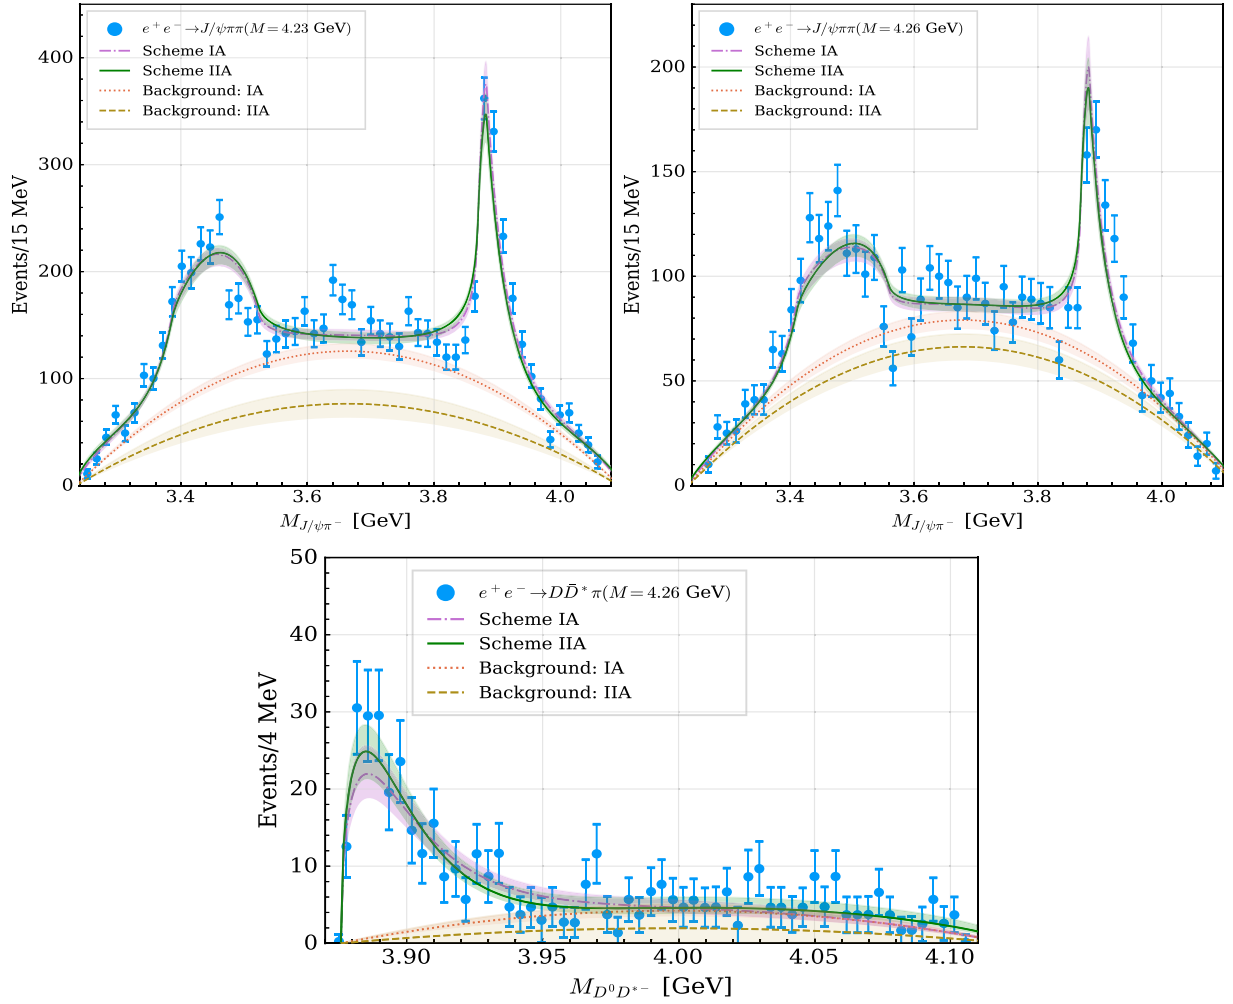 e⁺e⁻→J/ψππ(M = 4.23 GeV)
Scheme IA
Scheme IIA
Background: IA
Background: IIA
400
300
200
100
0
Events/15 MeV
3.4
3.6
3.8
4.0
M_{J/ψπ⁻} [GeV]
e⁺e⁻→J/ψππ(M = 4.26 GeV)
Scheme IA
Scheme IIA
Background: IA
Background: IIA
200
150
100
50
0
Events/15 MeV
3.4
3.6
3.8
4.0
M_{J/ψπ⁻} [GeV]
e⁺e⁻→DD̄*π(M = 4.26 GeV)
Scheme IA
Scheme IIA
Background: IA
Background: IIA
50
40
30
20
10
0
Events/4 MeV
3.90
3.95
4.00
4.05
4.10
M_{D⁰D*⁻} [GeV]